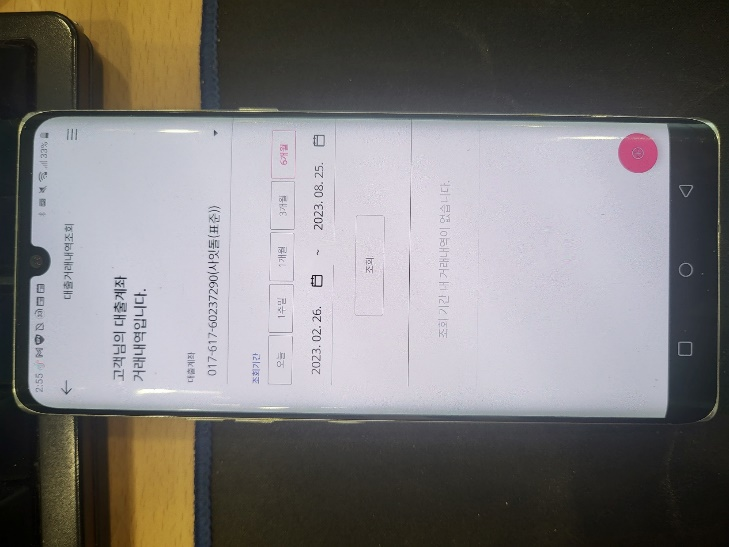 2:55
33%
대출거래내역조회
고객님의 대출계좌
거래내역입니다.
대출계좌
017-617-60237290(사잇돌(표준))
조회기간
오늘 1주일 1개월 3개월 6개월
2023. 02. 26. ~ 2023. 08. 25.
조회
조회 기간 내 거래내역이 없습니다.